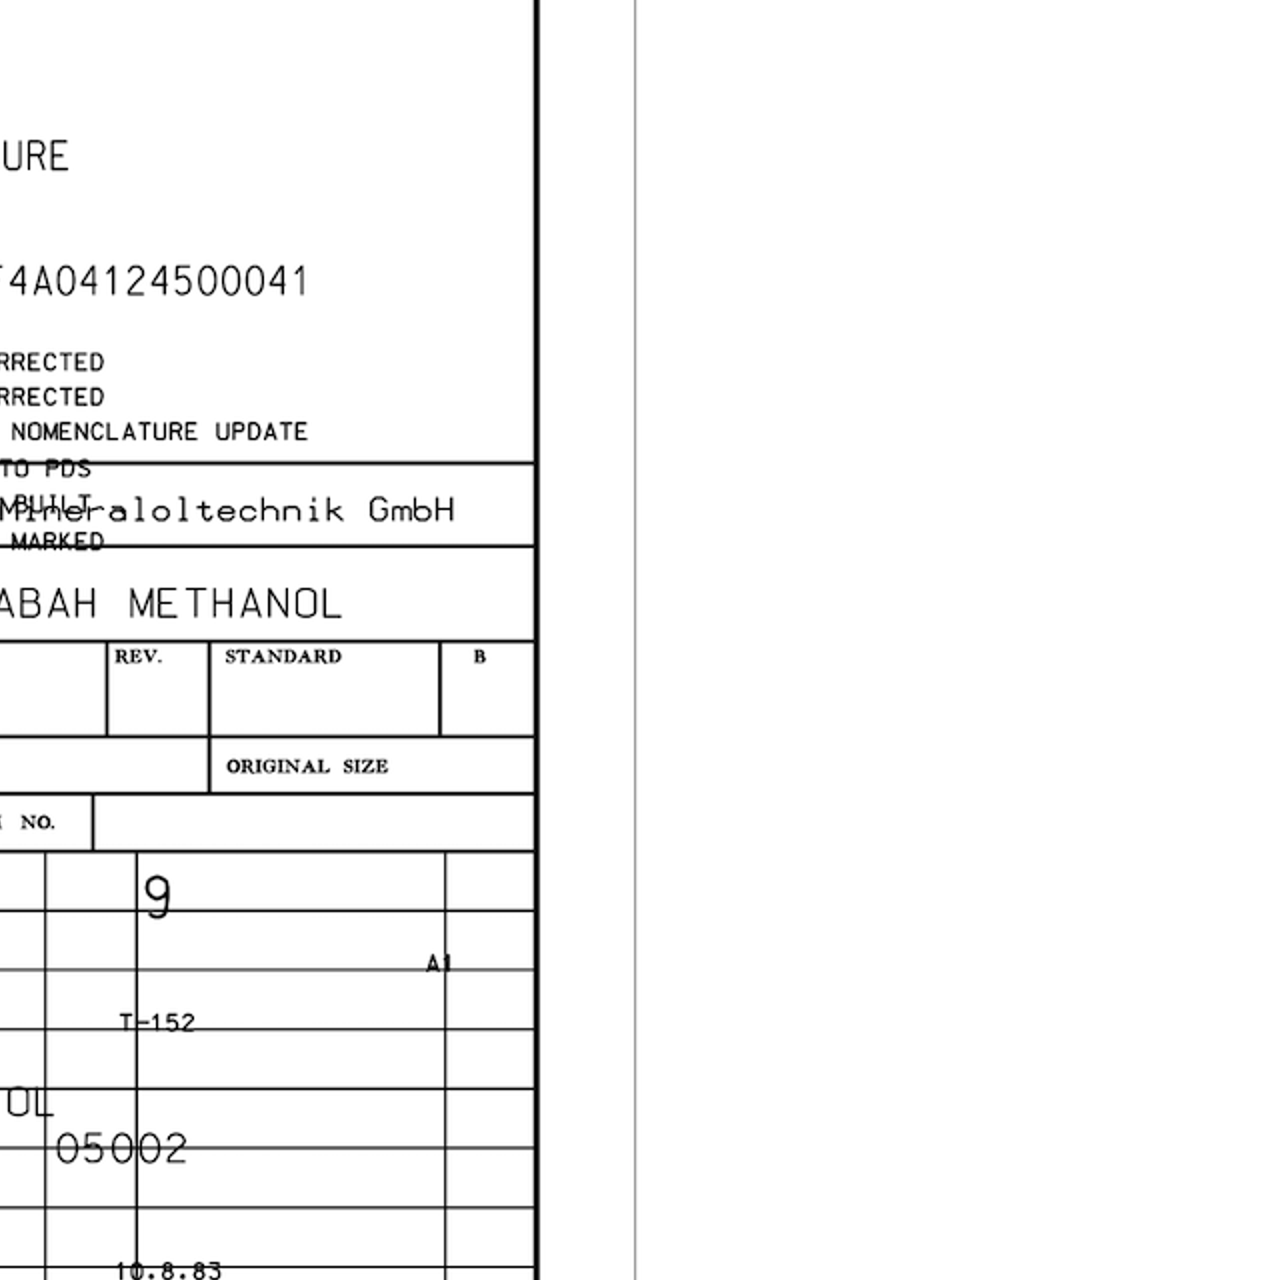 URE
T4A04124500041
RRECTED
RRECTED
NOMENCLATURE UPDATE
TO PDS
BUILT
Mineraloltechnik GmbH
MARKED
ABAH METHANOL
REV. STANDARD B
ORIGINAL SIZE
NO.
9
A1
T-152
OL
05002
10.8.83